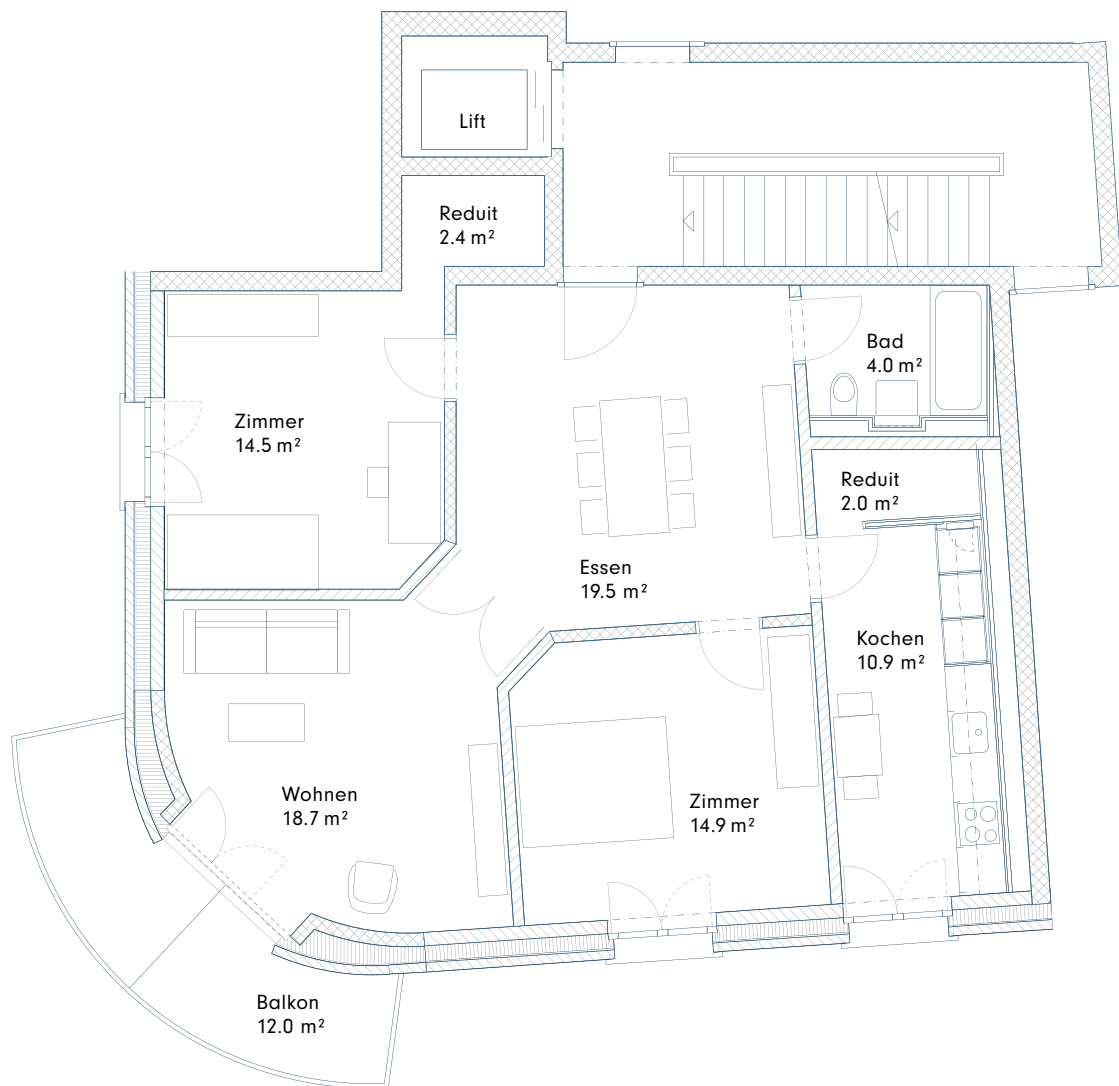 Lift
Reduit
2.4 m²
Bad
4.0 m²
Zimmer
14.5 m²
Reduit
2.0 m²
Essen
19.5 m²
Kochen
10.9 m²
Wohnen
18.7 m²
Zimmer
14.9 m²
Balkon
12.0 m²